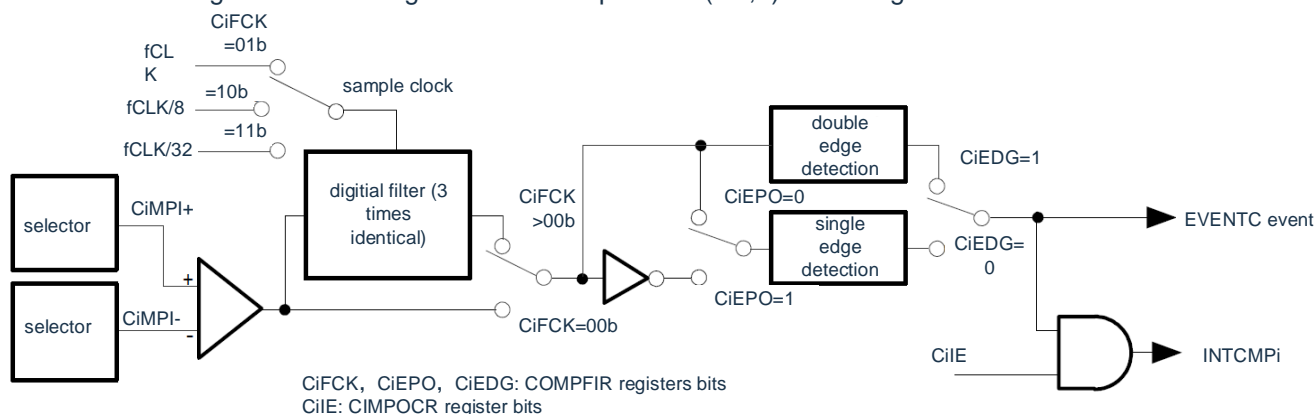 CiFCK
=01b
fCL
K
sample clock
=10b
fCLK/8
=11b
fCLK/32
double
edge
detection
CiEDG=1
digitial filter (3
times
identical)
CiFCK
>00b
CiEPO=0
selector
CiMPI+
single
edge
detection
EVENTC event
CiEDG=
0
+
CiEPO=1
selector
CiMPI-
-
CiFCK=00b
CiIE
INTCMPi
CiFCK, CiEPO, CiEDG: COMPFIR registers bits
CiIE: CIMPOCR register bits